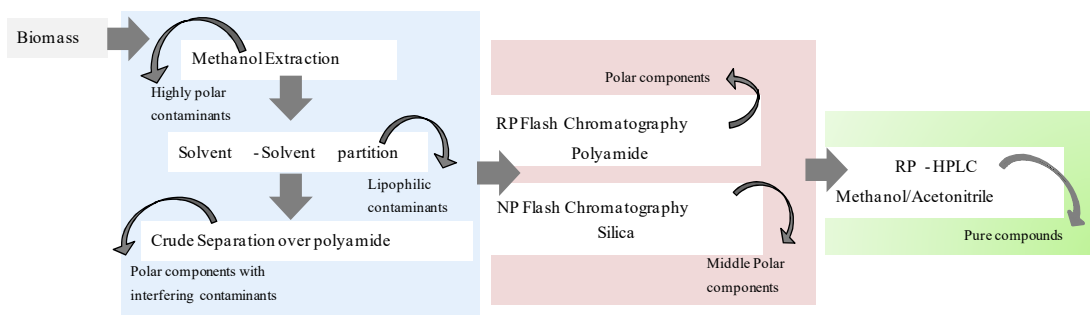 Biomass
Methanol Extraction
Highly polar
contaminants
Solvent - Solvent partition
Lipophilic
contaminants
Crude Separation over polyamide
Polar components with
interfering contaminants
Polar components
RP Flash Chromatography
Polyamide
NP Flash Chromatography
Silica
Middle Polar
components
RP - HPLC
Methanol/Acetonitrile
Pure compounds